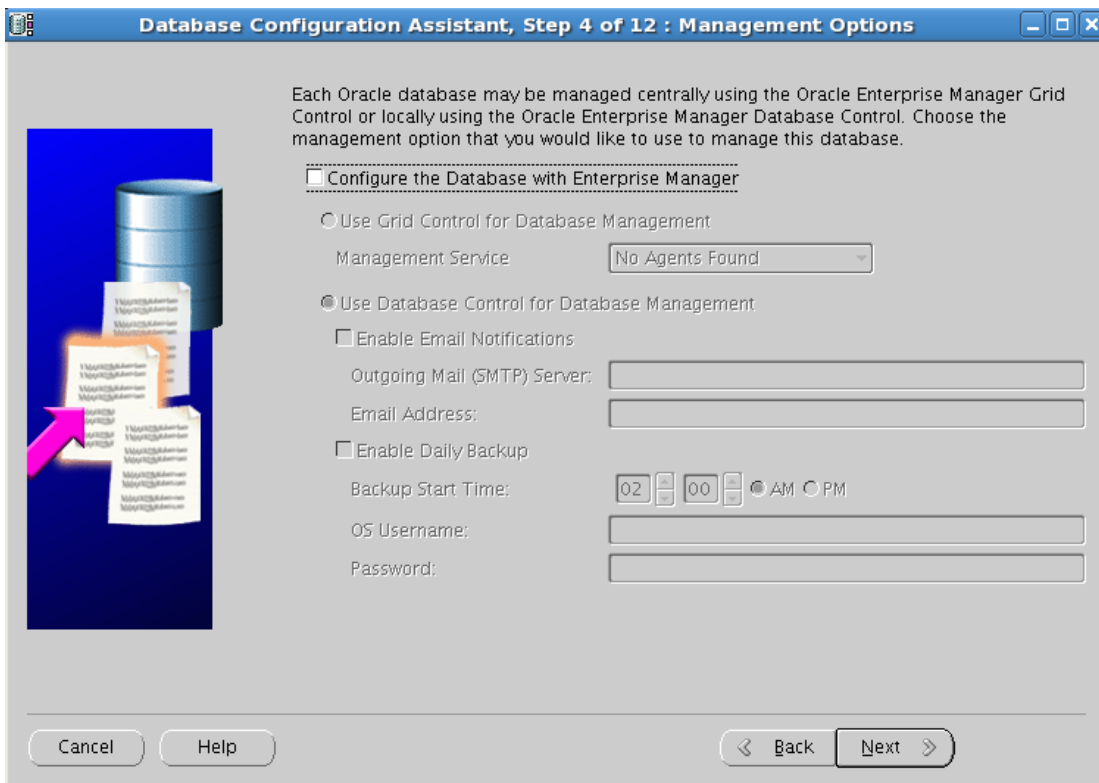 Database Configuration Assistant, Step 4 of 12 : Management Options
Each Oracle database may be managed centrally using the Oracle Enterprise Manager Grid
Control or locally using the Oracle Enterprise Manager Database Control. Choose the
management option that you would like to use to manage this database.
Configure the Database with Enterprise Manager
Use Grid Control for Database Management
Management Service No Agents Found
Use Database Control for Database Management
Enable Email Notifications
Outgoing Mail (SMTP) Server:
Email Address:
Enable Daily Backup
Backup Start Time: 02 00 AM PM
OS Username:
Password:
Cancel Help Back Next